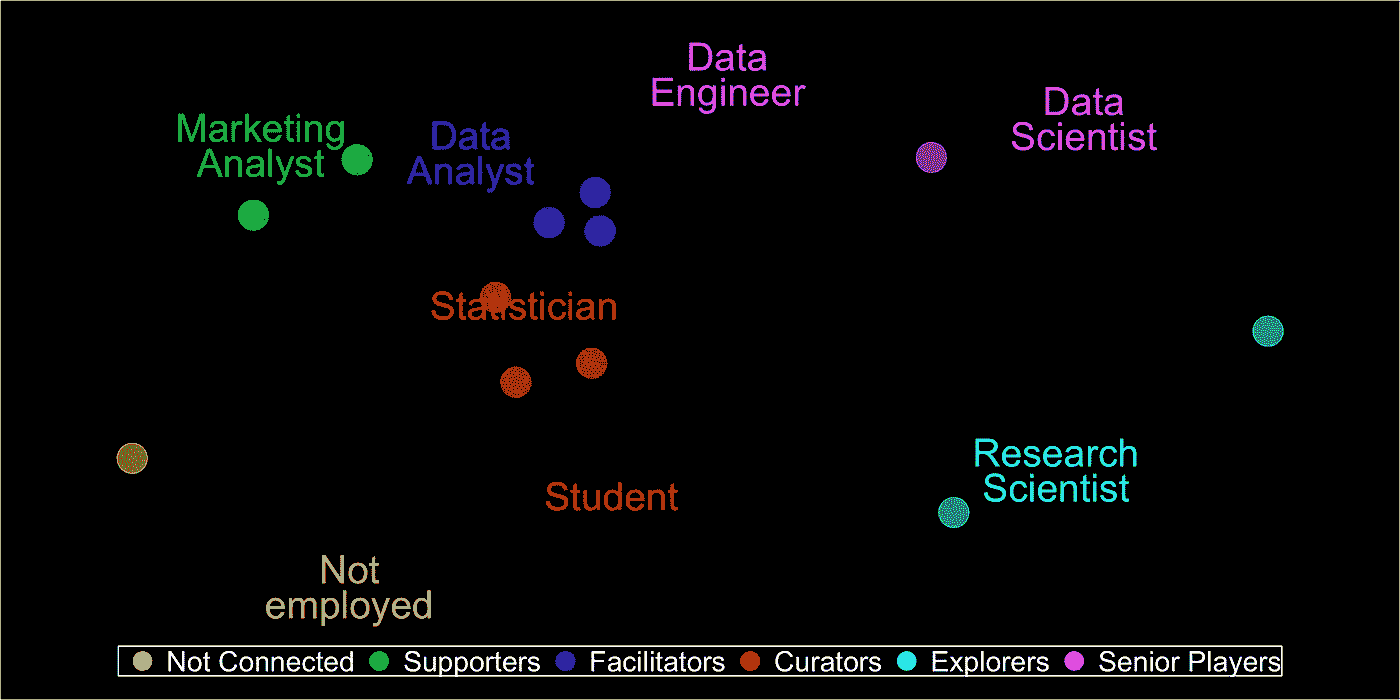 Data
Engineer
Data
Scientist
Marketing
Analyst
Data
Analyst
Statistician
Research
Scientist
Student
Not
employed
Not Connected Supporters Facilitators Curators Explorers Senior Players